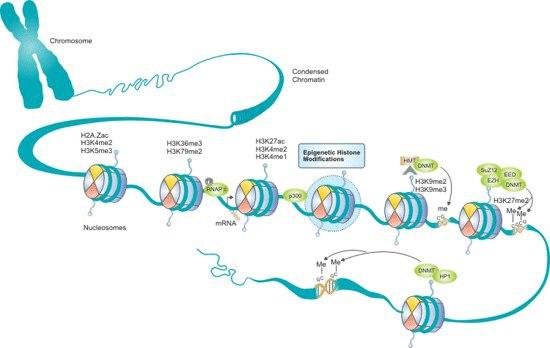 Chromosome
Condensed
Chromatin
H2A.Zac
H3K4me2
H3K5me3
H3K36me3
H3K79me2
H3K27ac
H3K4me2
H3K4me1
Epigenetic Histone
Modifications
RNAP II
mRNA
p300
Nucleosomes
HMT
DNMT
H3K9me2
H3K9me3
me
SuZ12
EED
EZH
DNMT
H3K27me2
Me
Me
Me
Me
DNMT
HP1